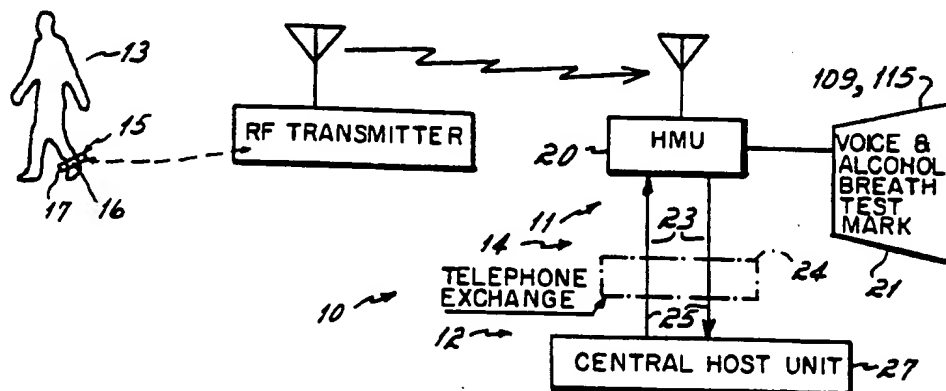 13
15
17
16
RF TRANSMITTER
HMU
20
109, 115
VOICE &
ALCOHOL
BREATH
TEST
MARK
21
11
14
23
24
TELEPHONE
EXCHANGE
10
12
25
CENTRAL HOST UNIT
27